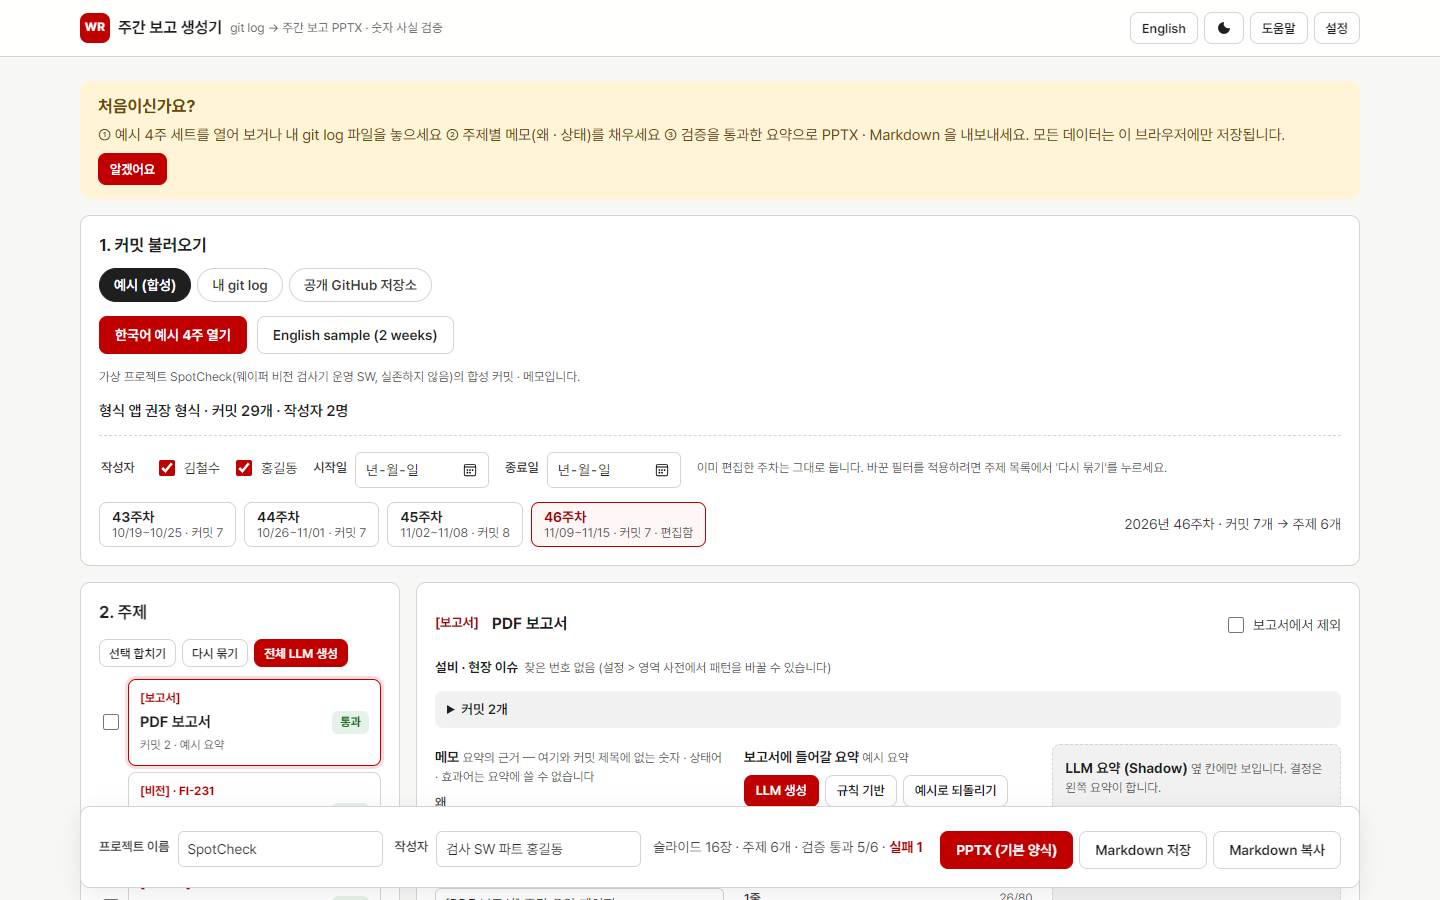 WR 주간 보고 생성기 git log → 주간 보고 PPTX · 숫자 사실 검증 English 도움말 설정
처음이신가요?
① 예시 4주 세트를 열어 보거나 내 git log 파일을 놓으세요 ② 주제별 메모(왜 · 상태)를 채우세요 ③ 검증을 통과한 요약으로 PPTX · Markdown 을 내보내세요. 모든 데이터는 이 브라우저에만 저장됩니다.
알겠어요
1. 커밋 불러오기
예시 (합성) 내 git log 공개 GitHub 저장소
한국어 예시 4주 열기 English sample (2 weeks)
가상 프로젝트 SpotCheck(웨이퍼 비전 검사기 운영 SW, 실존하지 않음)의 합성 커밋 · 메모입니다.
형식 앱 권장 형식 · 커밋 29개 · 작성자 2명
작성자 김철수 홍길동 시작일 년-월-일 종료일 년-월-일 이미 편집한 주차는 그대로 둡니다. 바꾼 필터를 적용하려면 주제 목록에서 '다시 묶기'를 누르세요.
43주차 44주차 45주차 46주차
10/19~10/25 · 커밋 7 10/26~11/01 · 커밋 7 11/02~11/08 · 커밋 8 11/09~11/15 · 커밋 7 · 편집함
2026년 46주차 · 커밋 7개 → 주제 6개
2. 주제
선택 합치기 다시 묶기 전체 LLM 생성
[보고서]
PDF 보고서 통과
커밋 2 · 예시 요약
[비전] · FI-231
[보고서] PDF 보고서 보고서에서 제외
설비 · 현장 이슈 찾은 번호 없음 (설정 > 영역 사전에서 패턴을 바꿀 수 있습니다)
▶ 커밋 2개
메모 요약의 근거 — 여기와 커밋 제목에 없는 숫자 · 상태어
· 효과어는 요약에 쓸 수 없습니다
왜
보고서에 들어갈 요약 예시 요약
LLM 생성 규칙 기반 예시로 되돌리기
LLM 요약 (Shadow) 옆 칸에만 보입니다. 결정은
왼쪽 요약이 합니다.
프로젝트 이름 SpotCheck 작성자 검사 SW 파트 홍길동 슬라이드 16장 · 주제 6개 · 검증 통과 5/6 · 실패 1 PPTX (기본 양식) Markdown 저장 Markdown 복사
1줄 26/80